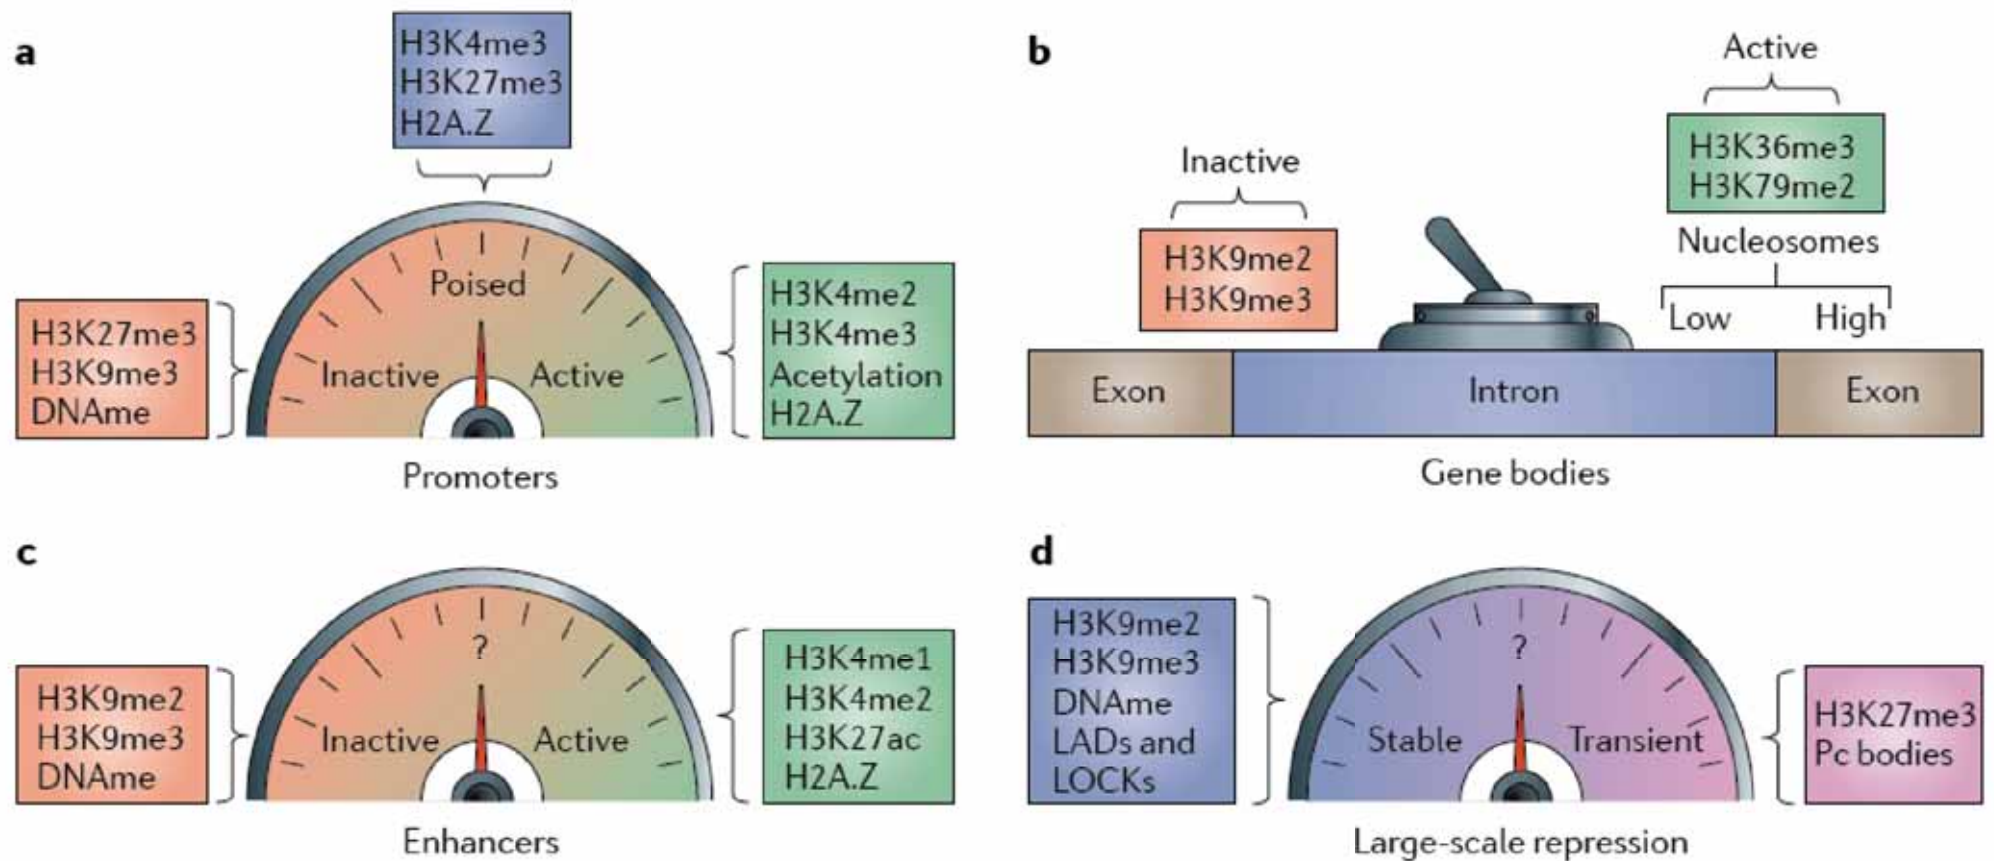 a
H3K4me3
H3K27me3
H2A.Z
Poised
Inactive
Active
H3K27me3
H3K9me3
DNAme
H3K4me2
H3K4me3
Acetylation
H2A.Z
Promoters
b
Inactive
H3K9me2
H3K9me3
Active
H3K36me3
H3K79me2
Nucleosomes
Low
High
Exon
Intron
Exon
Gene bodies
c
H3K9me2
H3K9me3
DNAme
?
Inactive
Active
H3K4me1
H3K4me2
H3K27ac
H2A.Z
Enhancers
d
H3K9me2
H3K9me3
DNAme
LADs and
LOCKs
?
Stable
Transient
H3K27me3
Pc bodies
Large-scale repression